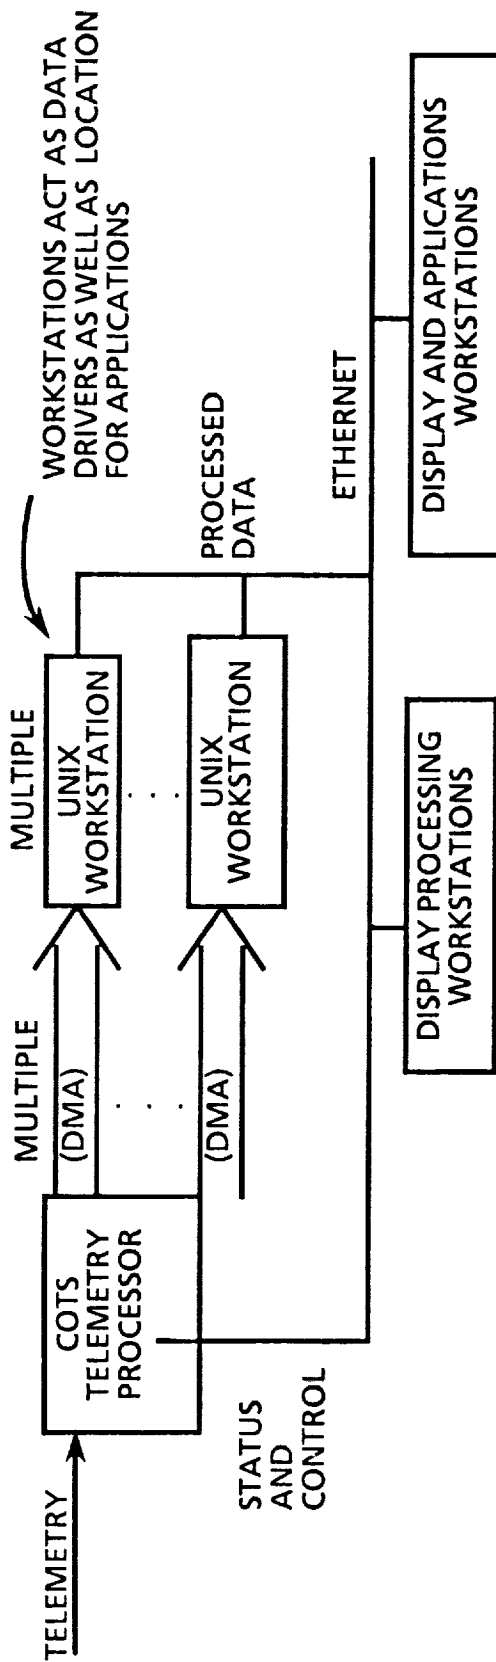 WORKSTATIONS ACT AS DATA
DRIVERS AS WELL AS LOCATION
FOR APPLICATIONS
MULTIPLE
MULTIPLE
TELEMETRY
COTS
TELEMETRY
PROCESSOR
(DMA)
. . . .
(DMA)
UNIX
WORKSTATION
. . . .
UNIX
WORKSTATION
PROCESSED
DATA
STATUS
AND
CONTROL
ETHERNET
DISPLAY PROCESSING
WORKSTATIONS
DISPLAY AND APPLICATIONS
WORKSTATIONS